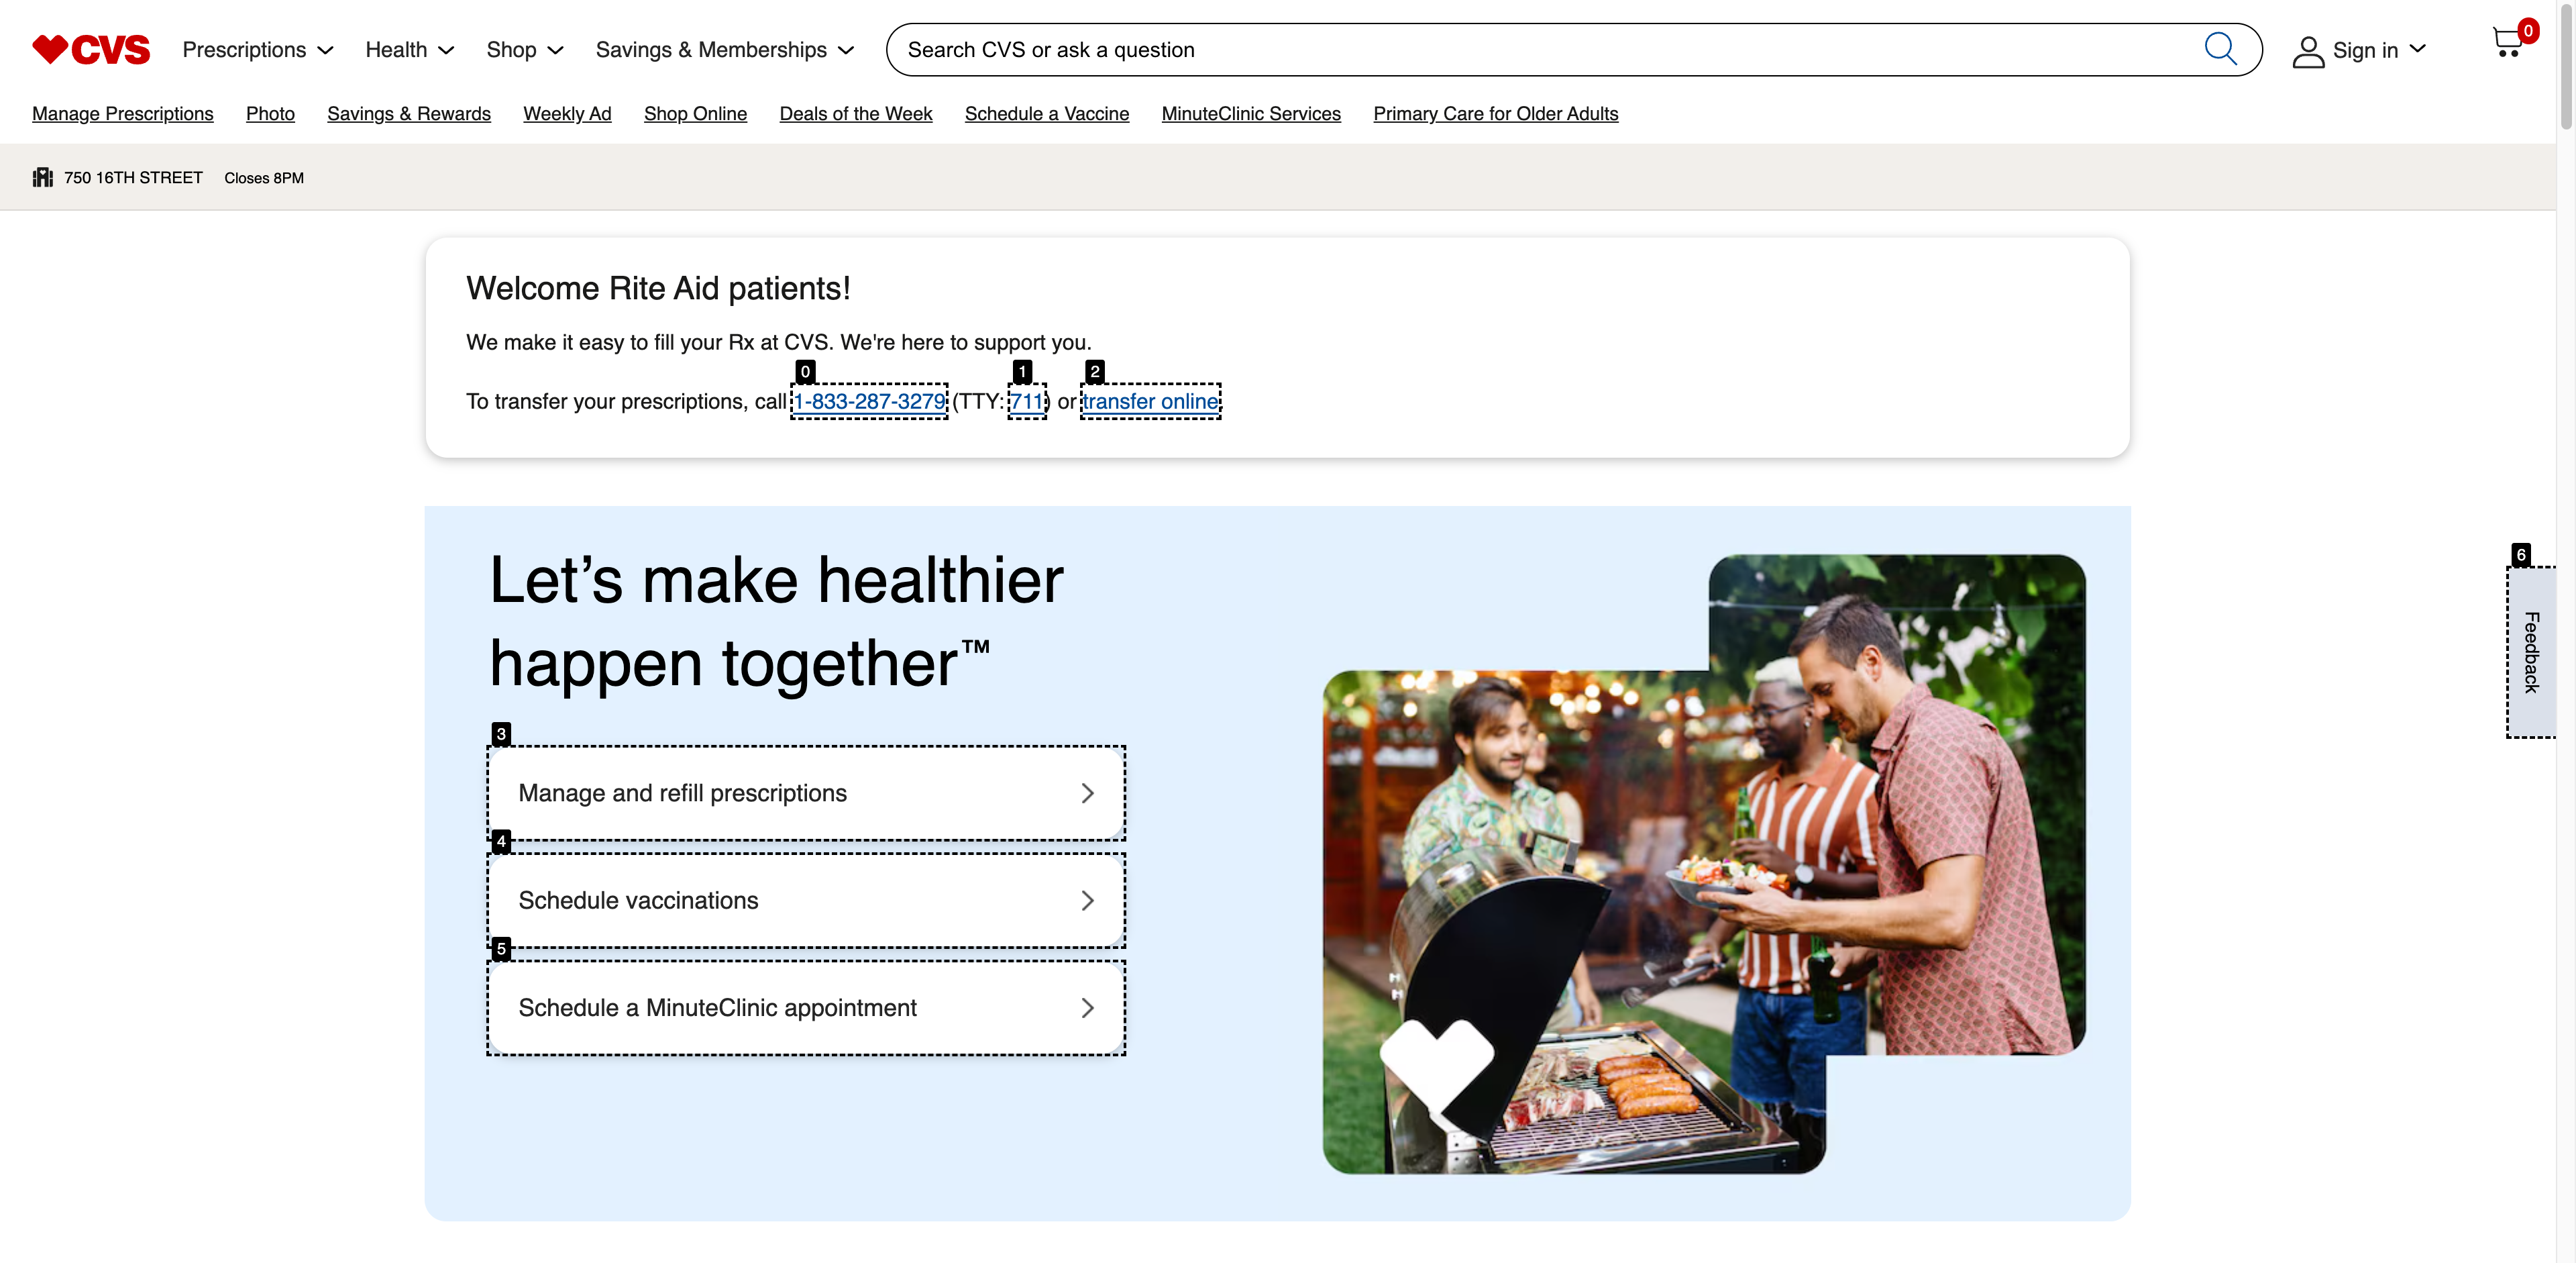 CVS
Prescriptions
Health
Shop
Savings & Memberships
Search CVS or ask a question
Sign in
0
Manage Prescriptions
Photo
Savings & Rewards
Weekly Ad
Shop Online
Deals of the Week
Schedule a Vaccine
MinuteClinic Services
Primary Care for Older Adults
750 16TH STREET
Closes 8PM
Welcome Rite Aid patients!
We make it easy to fill your Rx at CVS. We're here to support you.
0
1
2
To transfer your prescriptions, call 1-833-287-3279 (TTY: 711) or transfer online
Let’s make healthier
happen together™
3
Manage and refill prescriptions
4
Schedule vaccinations
5
Schedule a MinuteClinic appointment
6
Feedback